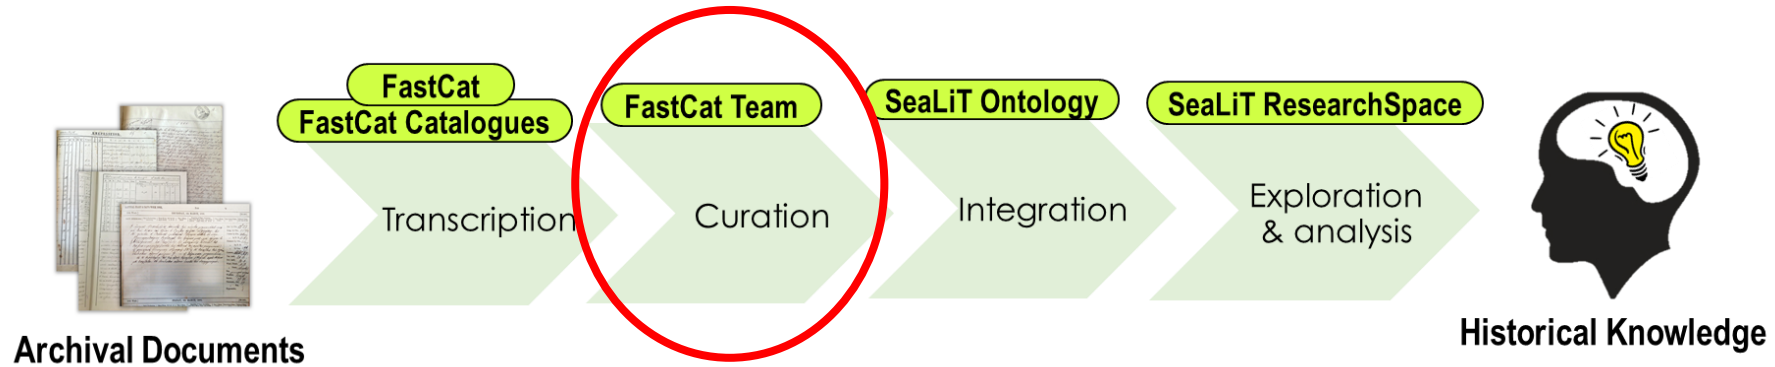 FastCat
FastCat Catalogues
FastCat Team
SeaLiT Ontology
SeaLiT ResearchSpace
Transcription
Curation
Integration
Exploration
& analysis
Archival Documents
Historical Knowledge